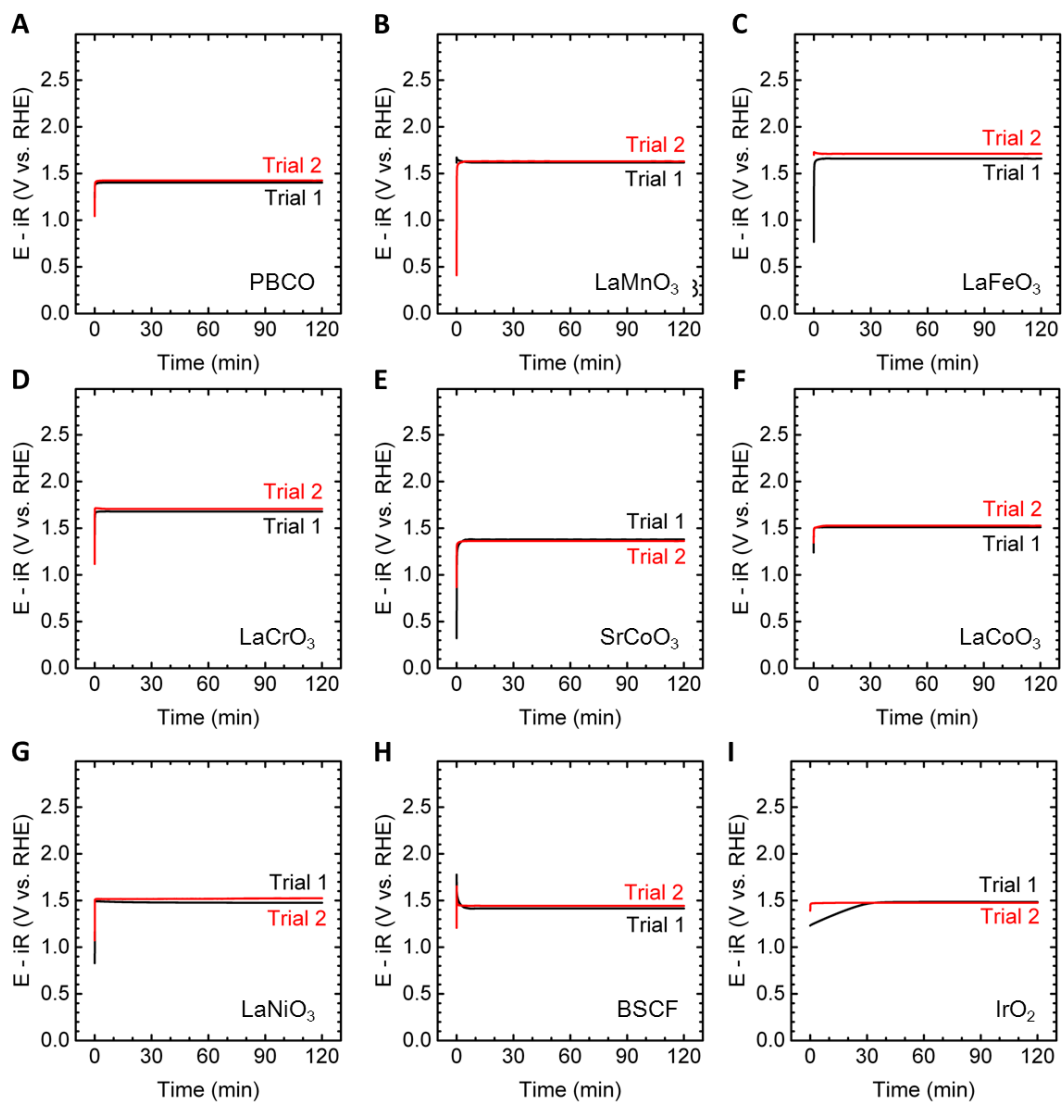 A
E - iR (V vs. RHE)
2.5
2.0
1.5
1.0
0.5
0.0
Trial 2
Trial 1
PBCO
0 30 60 90 120
Time (min)
B
E - iR (V vs. RHE)
2.5
2.0
1.5
1.0
0.5
0.0
Trial 2
Trial 1
LaMnO₃ 3
0 30 60 90 120
Time (min)
C
E - iR (V vs. RHE)
2.5
2.0
1.5
1.0
0.5
0.0
Trial 2
Trial 1
LaFeO₃
0 30 60 90 120
Time (min)
D
E - iR (V vs. RHE)
2.5
2.0
1.5
1.0
0.5
0.0
Trial 2
Trial 1
LaCrO₃
0 30 60 90 120
Time (min)
E
E - iR (V vs. RHE)
2.5
2.0
1.5
1.0
0.5
0.0
Trial 1
Trial 2
SrCoO₃
0 30 60 90 120
Time (min)
F
E - iR (V vs. RHE)
2.5
2.0
1.5
1.0
0.5
0.0
Trial 2
Trial 1
LaCoO₃
0 30 60 90 120
Time (min)
G
E - iR (V vs. RHE)
2.5
2.0
1.5
1.0
0.5
0.0
Trial 1
Trial 2
LaNiO₃
0 30 60 90 120
Time (min)
H
E - iR (V vs. RHE)
2.5
2.0
1.5
1.0
0.5
0.0
Trial 2
Trial 1
BSCF
0 30 60 90 120
Time (min)
I
E - iR (V vs. RHE)
2.5
2.0
1.5
1.0
0.5
0.0
Trial 1
Trial 2
IrO₂
0 30 60 90 120
Time (min)